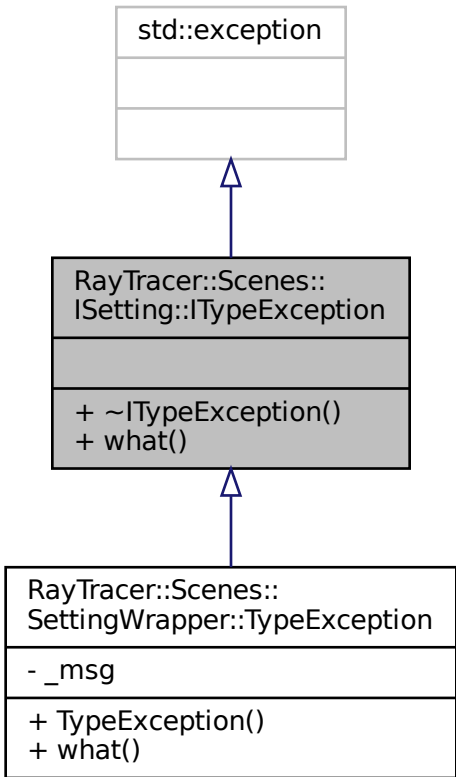 std::exception
RayTracer::Scenes::
ISetting::ITypeException
+ ~ITypeException()
+ what()
RayTracer::Scenes::
SettingWrapper::TypeException
- _msg
+ TypeException()
+ what()